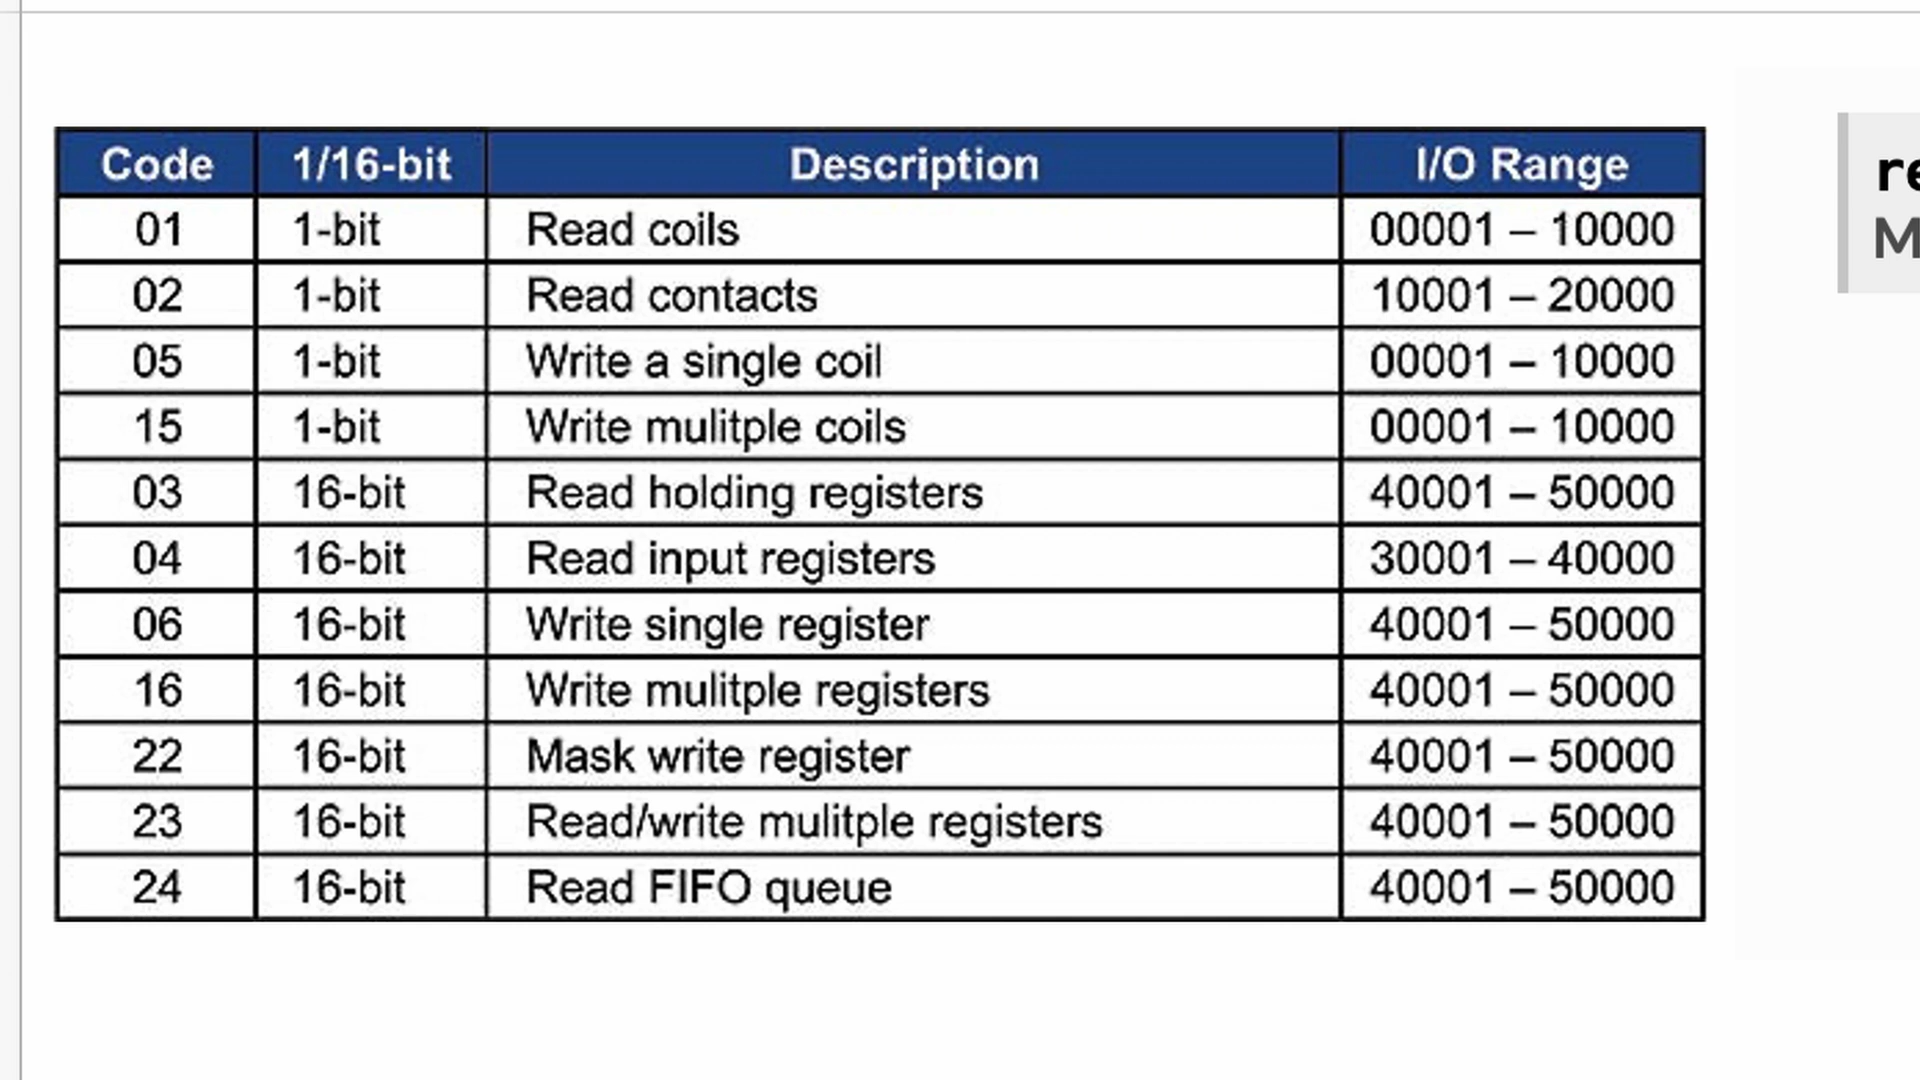 Code 1/16-bit Description I/O Range
01 1-bit Read coils 00001 – 10000
02 1-bit Read contacts 10001 – 20000
05 1-bit Write a single coil 00001 – 10000
15 1-bit Write mulitple coils 00001 – 10000
03 16-bit Read holding registers 40001 – 50000
04 16-bit Read input registers 30001 – 40000
06 16-bit Write single register 40001 – 50000
16 16-bit Write mulitple registers 40001 – 50000
22 16-bit Mask write register 40001 – 50000
23 16-bit Read/write mulitple registers 40001 – 50000
24 16-bit Read FIFO queue 40001 – 50000